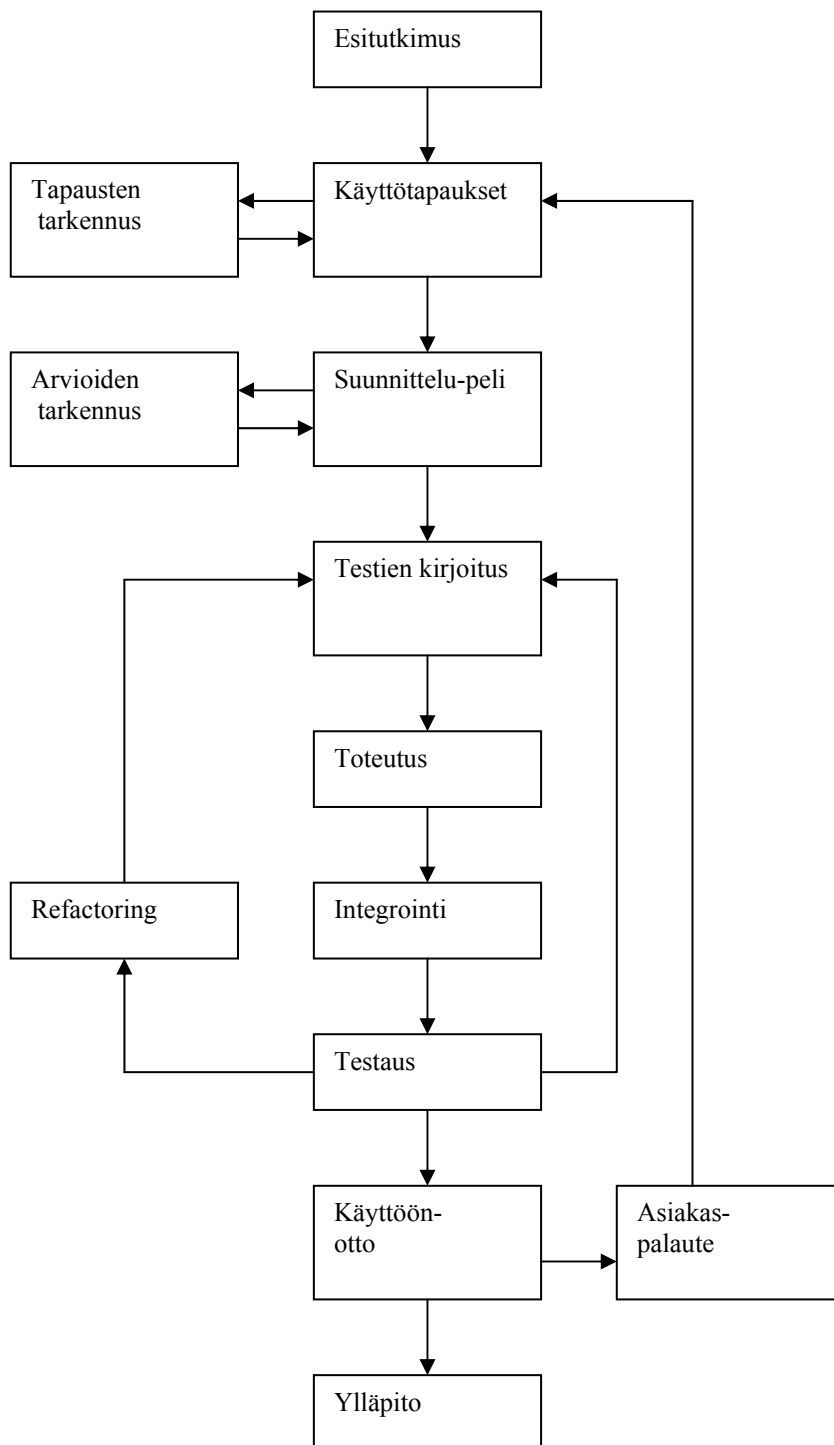 Esitutkimus
Tapausten
tarkennus
Käyttötapaukset
Arvioiden
tarkennus
Suunnittelu-peli
Testien kirjoitus
Toteutus
Refactoring
Integrointi
Testaus
Käyttöön-
otto
Asiakas-
palaute
Ylläpito